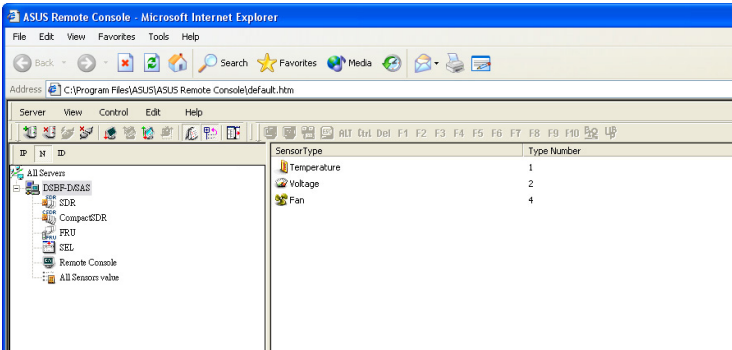 ASUS Remote Console - Microsoft Internet Explorer
File Edit View Favorites Tools Help
Back Search Favorites Media
Address C:\Program Files\ASUS\ASUS Remote Console\default.htm
Server View Control Edit Help
ALT Ctrl Del F1 F2 F3 F4 F5 F6 F7 F8 F9 F10
IP N ID
SensorType Type Number
All Servers
Temperature 1
DSBF-D/SAS
Voltage 2
SDR
Fan 4
CompactSDR
FRU
SEL
Remote Console
All Sensors value